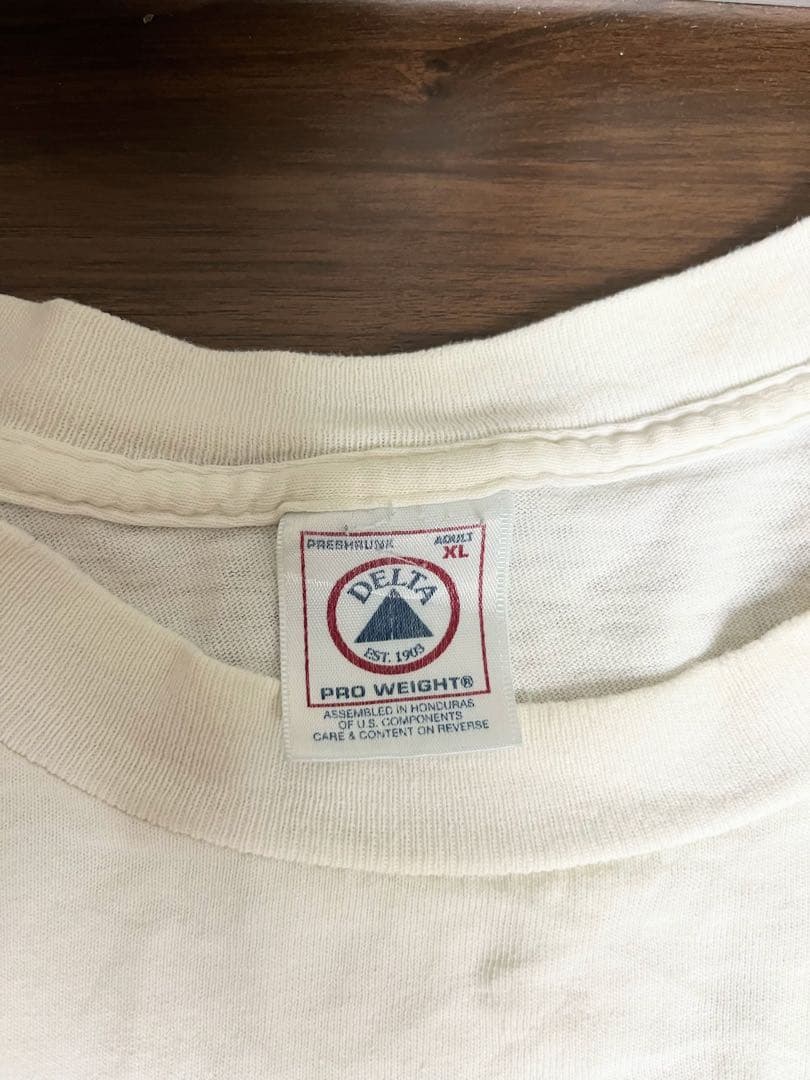 PRESHRUNK ADULT
XL
DELTA
EST. 1903
PRO WEIGHT®
ASSEMBLED IN HONDURAS
OF U.S. COMPONENTS
CARE & CONTENT ON REVERSE